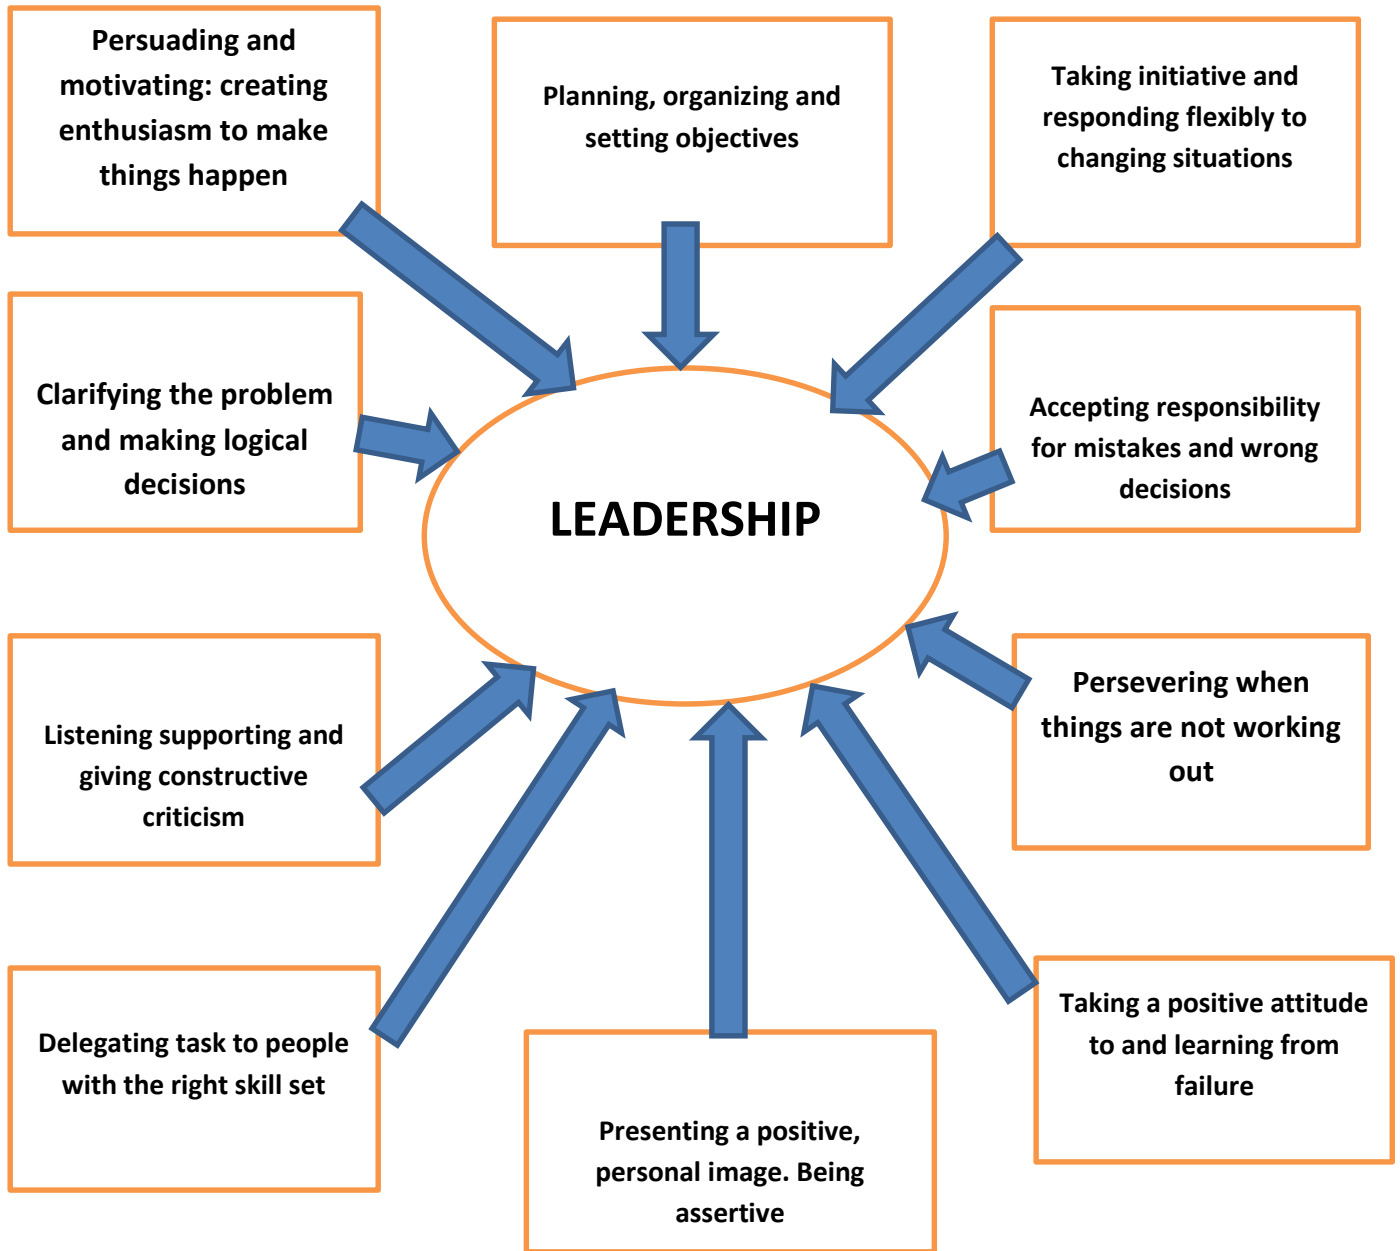 Persuading and
motivating: creating
enthusiasm to make
things happen
Planning, organizing and
setting objectives
Taking initiative and
responding flexibly to
changing situations
Clarifying the problem
and making logical
decisions
LEADERSHIP
Accepting responsibility
for mistakes and wrong
decisions
Listening supporting and
giving constructive
criticism
Persevering when
things are not working
out
Delegating task to people
with the right skill set
Presenting a positive,
personal image. Being
assertive
Taking a positive attitude
to and learning from
failure